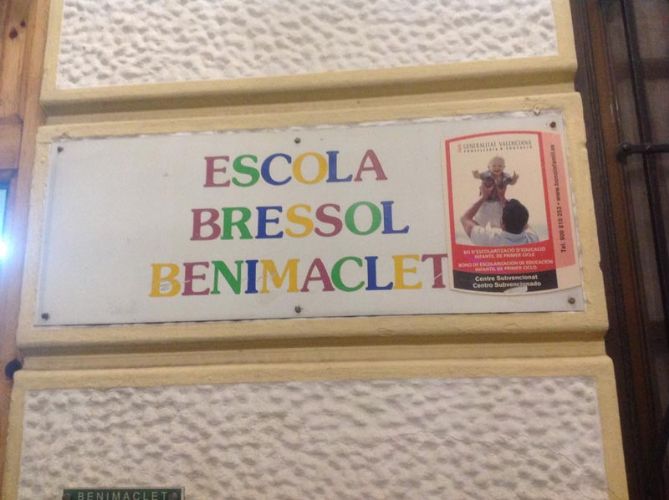 ESCOLA
BRESSOL
BENIMACLET
GENERALITAT VALENCIANA
BO D'ESCOLARITZACIÓ D'EDUCACIÓ
INFANTIL DE PRIMER CICLE
BONO DE ESCOLARIZACIÓN DE EDUCACIÓN
INFANTIL DE PRIMER CICLO
Centre Subvencionat
Centro Subvencionado
BENIMACLET